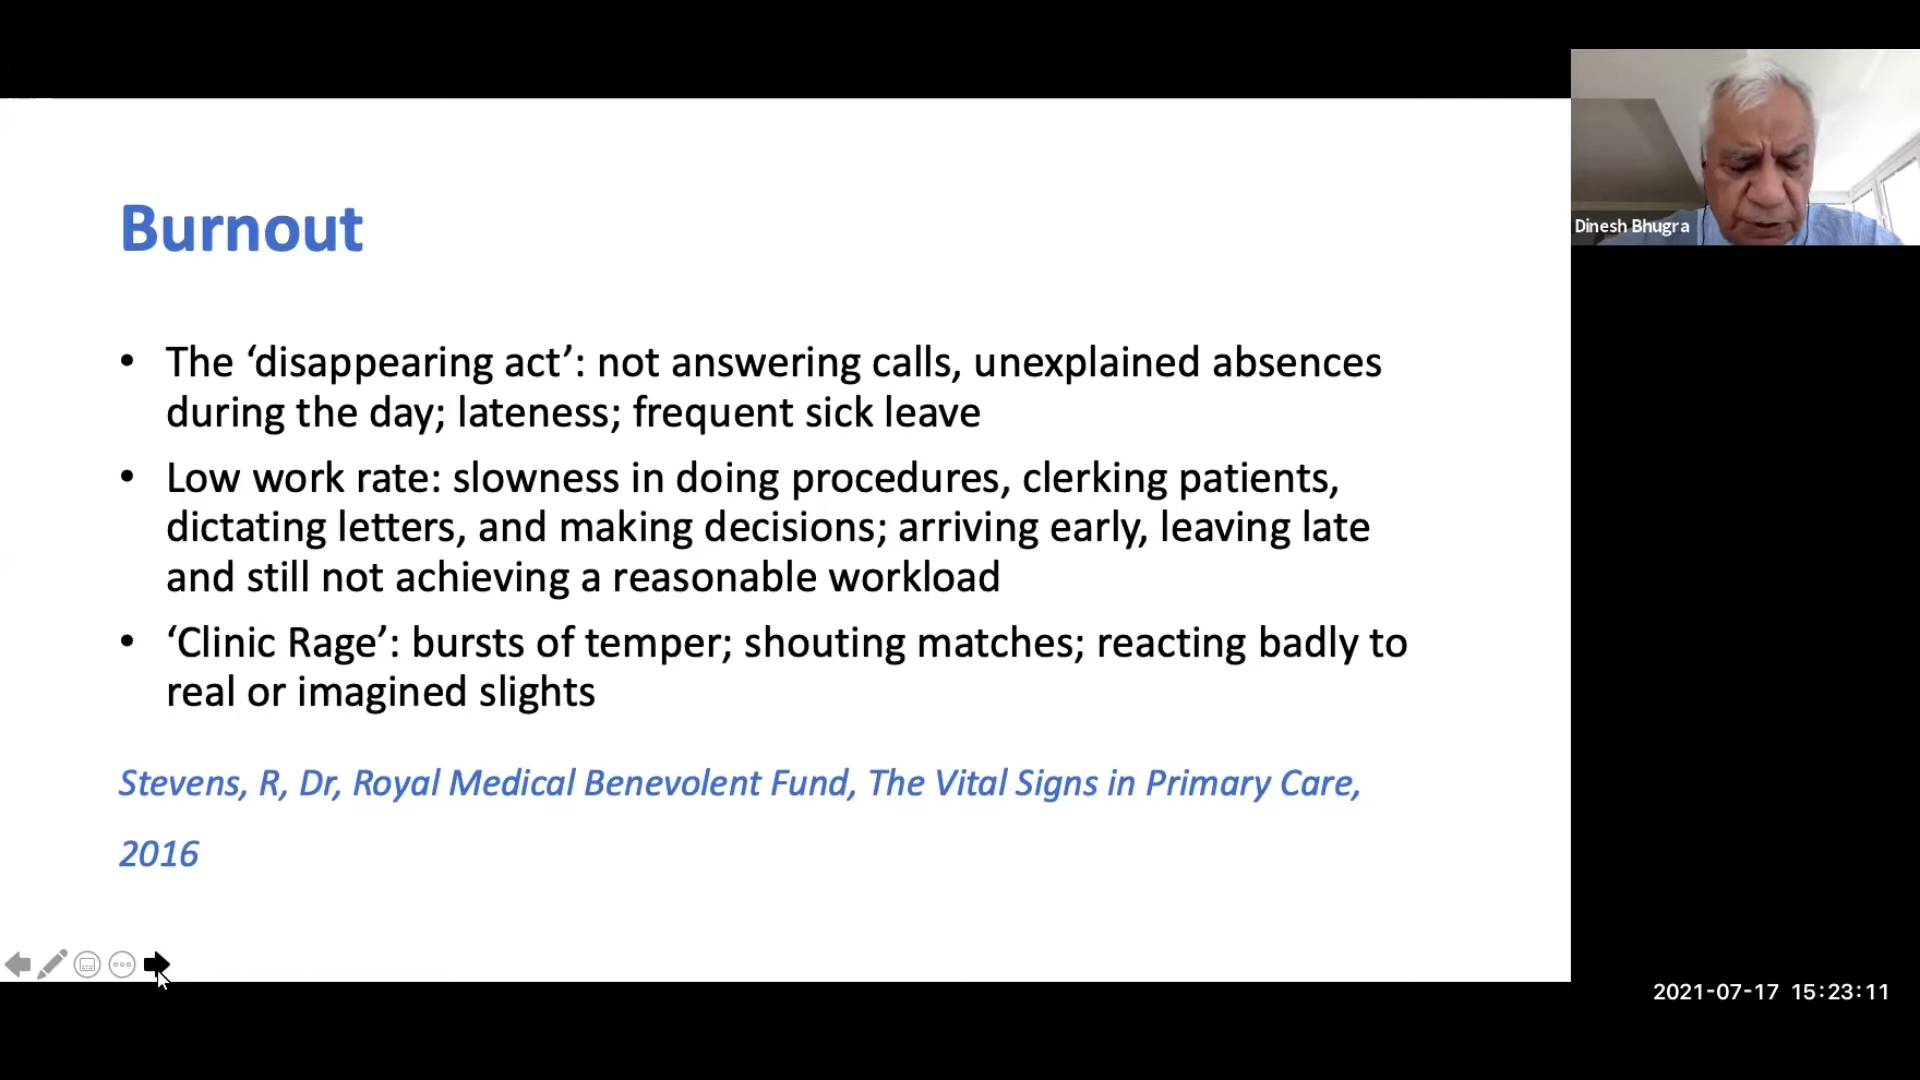 Burnout
• The ‘disappearing act’: not answering calls, unexplained absences
during the day; lateness; frequent sick leave
• Low work rate: slowness in doing procedures, clerking patients,
dictating letters, and making decisions; arriving early, leaving late
and still not achieving a reasonable workload
• ‘Clinic Rage’: bursts of temper; shouting matches; reacting badly to
real or imagined slights
Stevens, R, Dr, Royal Medical Benevolent Fund, The Vital Signs in Primary Care,
2016
Dinesh Bhugra
2021-07-17 15:23:11